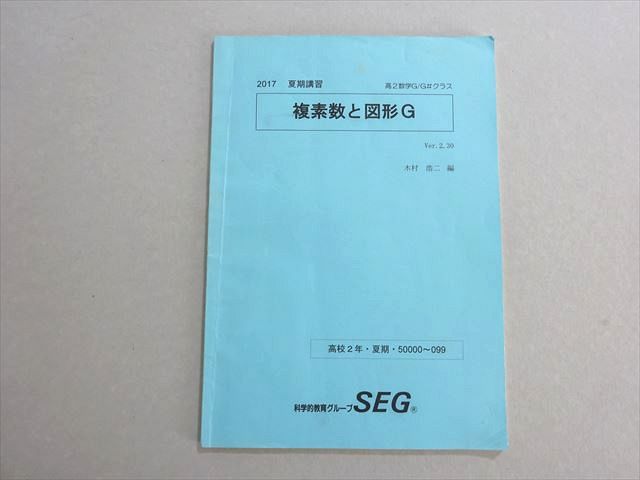 2017 夏期講習 高2数学G/G#クラス
複素数と図形G
Ver.2.30
木村 浩二 編
高校2年・夏期・50000～099
科学的教育グループSEG®